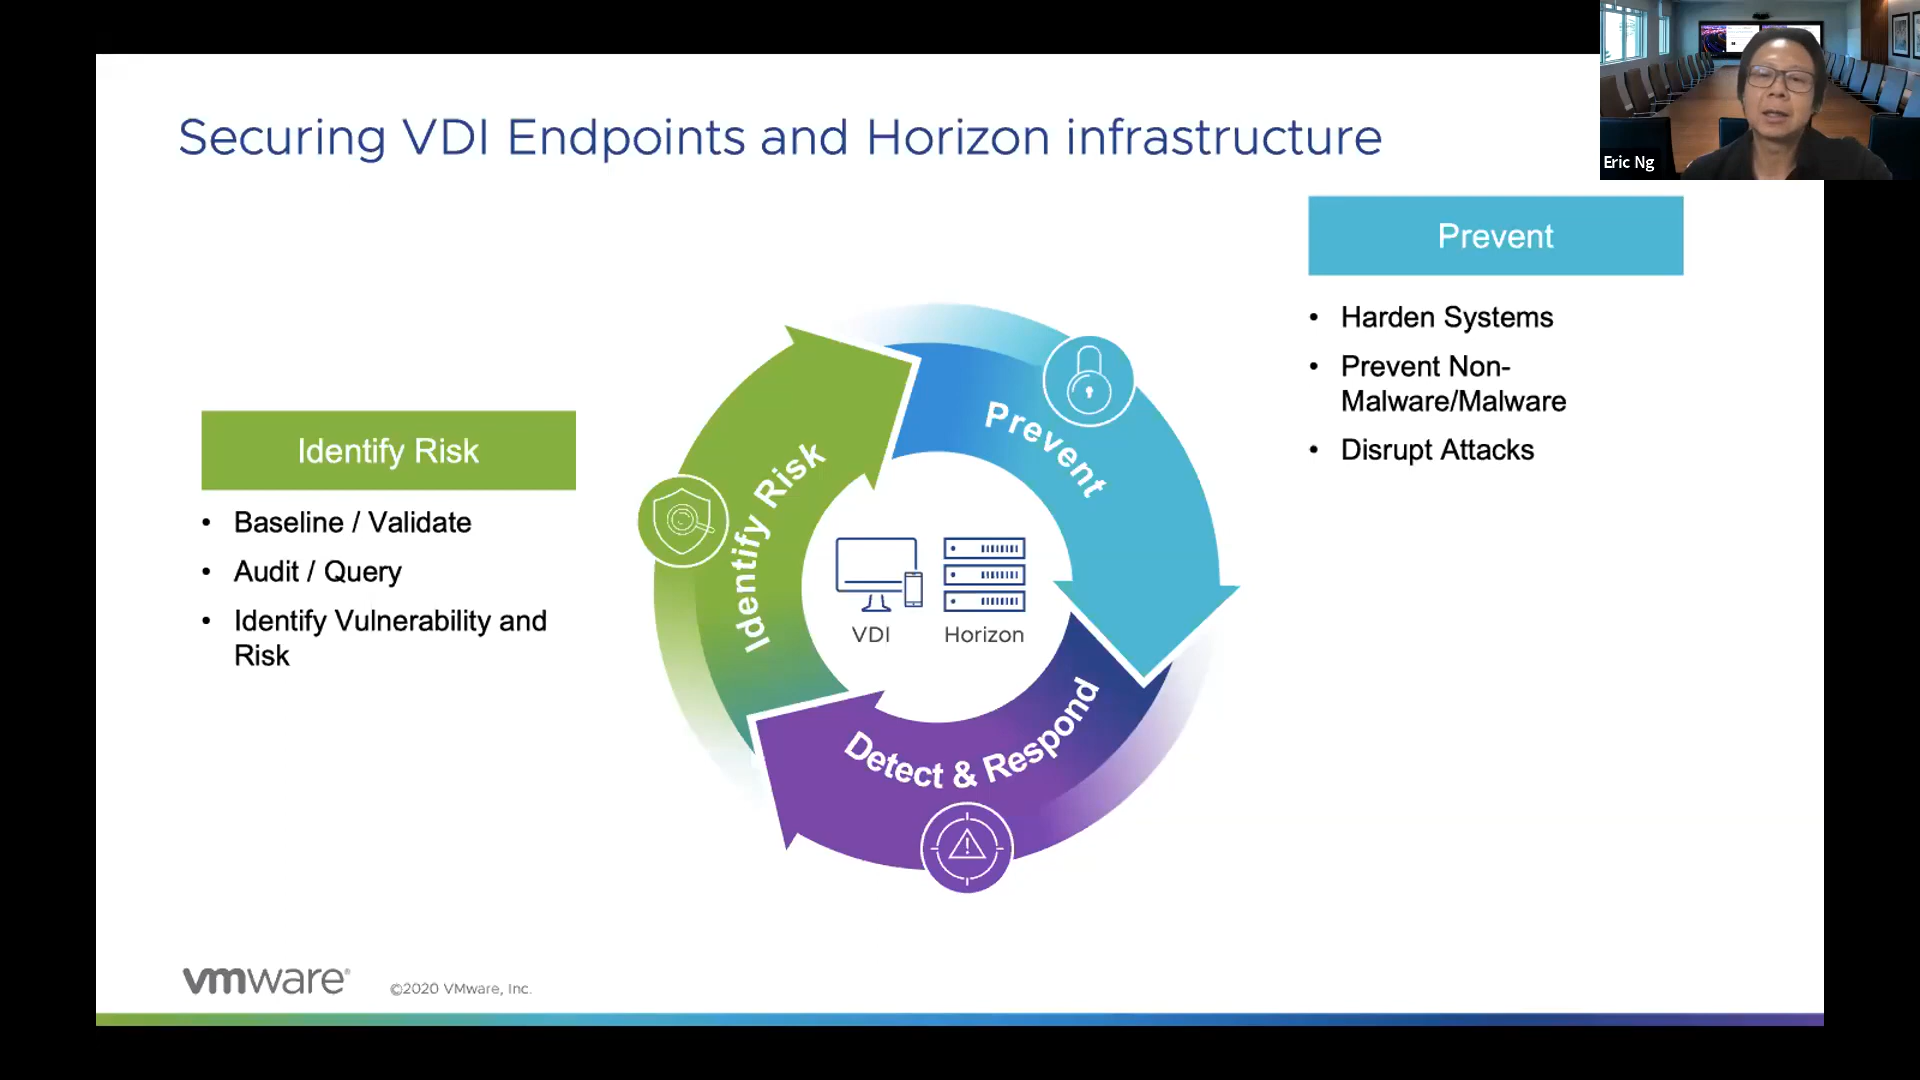 Securing VDI Endpoints and Horizon infrastructure
Eric Ng
Prevent
• Harden Systems
• Prevent Non-
Malware/Malware
• Disrupt Attacks
Identify Risk
• Baseline / Validate
• Audit / Query
• Identify Vulnerability and
Risk
Identify Risk
Prevent
Detect & Respond
VDI
Horizon
vmware®
©2020 VMware, Inc.